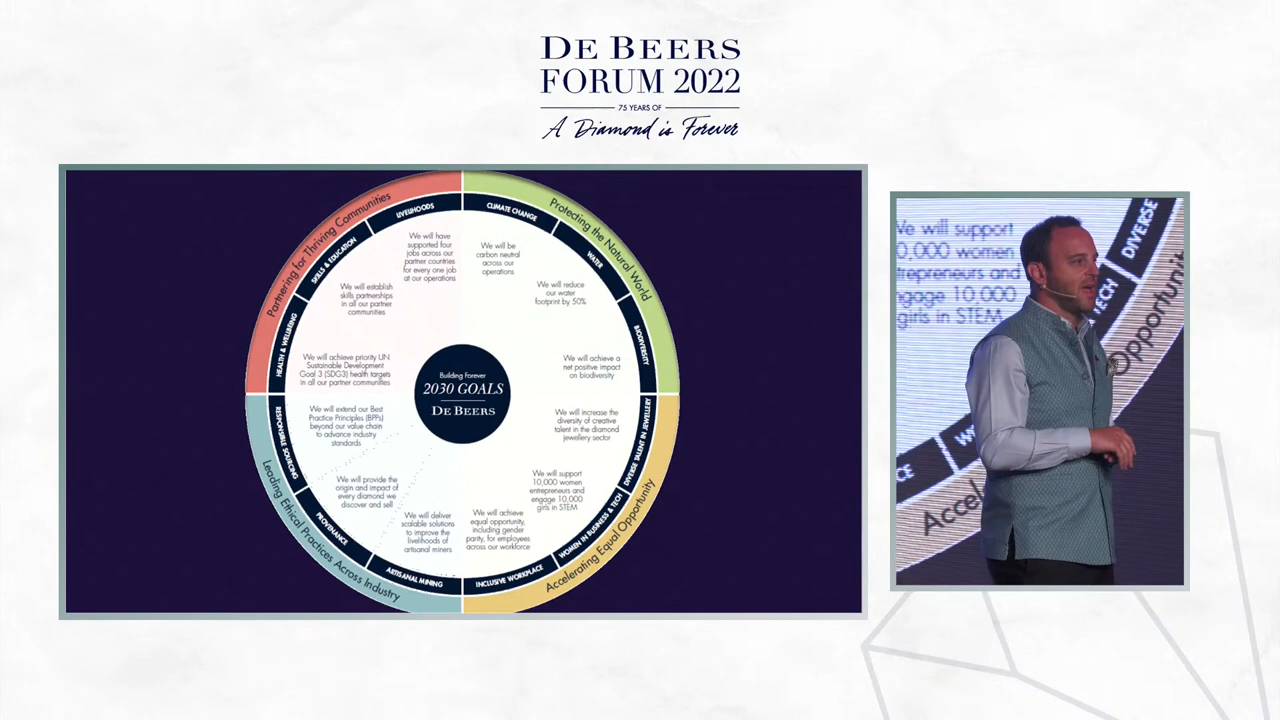 DE BEERS
FORUM 2022
75 YEARS OF
A Diamond is Forever
Partnering for Thriving Communities
Protecting the Natural World
Leading Ethical Practices Across Industry
Accelerating Equal Opportunity
LIVELIHOODS
We will have
supported four
jobs across our
partner countries
for every one job
at our operations
CLIMATE CHANGE
We will be
carbon neutral
across our
operations
SKILLS & EDUCATION
We will establish
skills partnerships
in all our partner
communities
WATER
We will reduce
our water
footprint by 50%
HEALTH & WELLBEING
We will achieve priority UN
Sustainable Development
Goal 3 (SDG3) health targets
in all our partner communities
BIODIVERSITY
We will achieve a
net positive impact
on biodiversity
Building Forever
2030 GOALS
DE BEERS
RESPONSIBLE SOURCING
We will extend our Best
Practice Principles (BPPs)
beyond our value chain
to advance industry
standards
DIVERSE TALENT IN JEWELLERY
We will increase the
diversity of creative
talent in the diamond
jewellery sector
PROVENANCE
We will provide the
origin and impact of
every diamond we
discover and sell
WOMEN IN BUSINESS & TECH
We will support
10,000 women
entrepreneurs and
engage 10,000
girls in STEM
ARTISANAL MINING
We will deliver
scalable solutions
to improve the
livelihoods of
artisanal miners
INCLUSIVE WORKPLACE
We will achieve
equal opportunity,
including gender
parity, for employees
across our workforce
We will support
0,000 women
trepreneurs and
ngage 10,000
girls in STEM
DIVERSE
TECH
Opportunit
W
CE
Accel